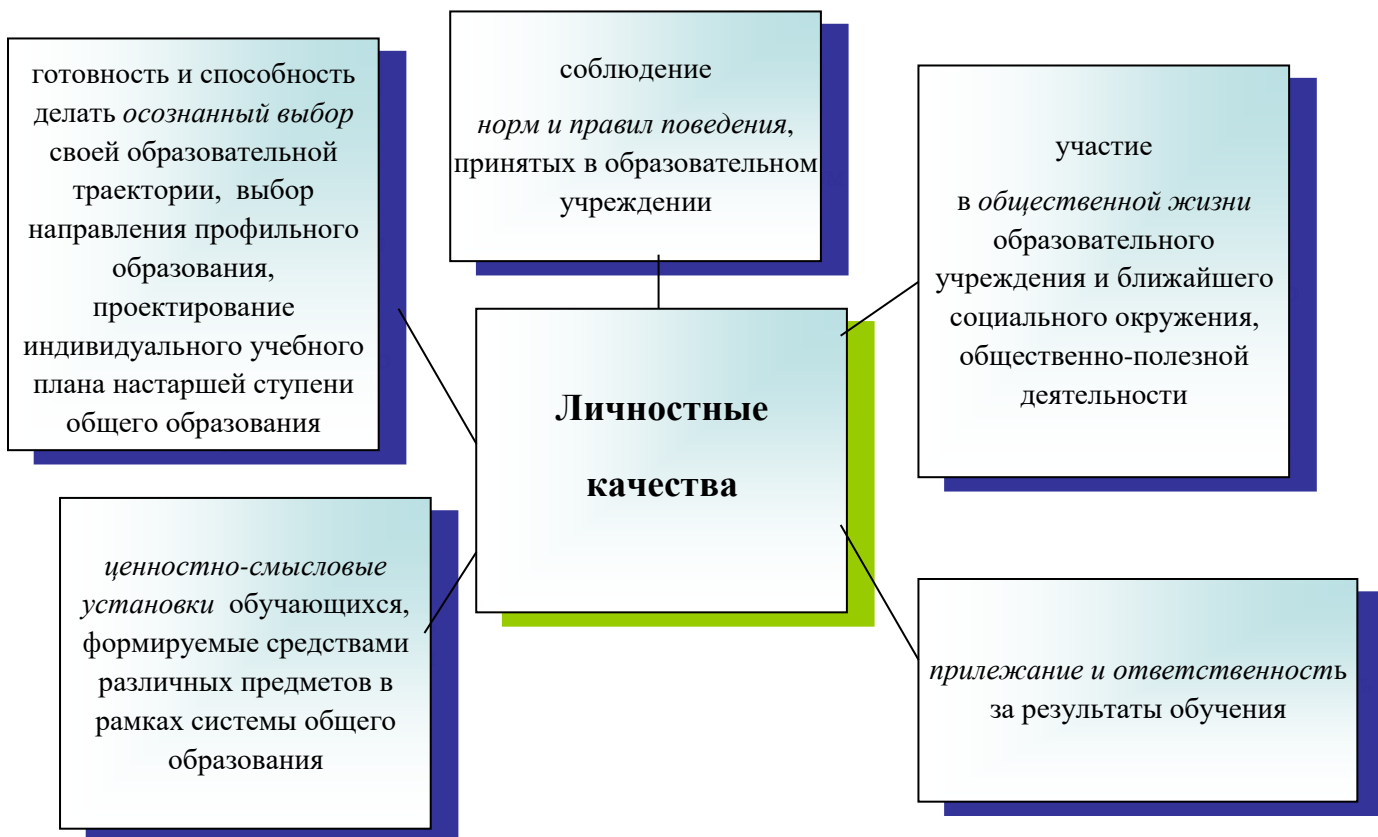 готовность и способность
делать осознанный выбор
своей образовательной
траектории, выбор
направления профильного
образования,
проектирование
индивидуального учебного
плана настаршей ступени
общего образования
соблюдение
норм и правил поведения,
принятых в образовательном
учреждении
участие
в общественной жизни
образовательного
учреждения и ближайшего
социального окружения,
общественно-полезной
деятельности
Личностные
качества
ценностно-смысловые
установки обучающихся,
формируемые средствами
различных предметов в
рамках системы общего
образования
прилежание и ответственность
за результаты обучения